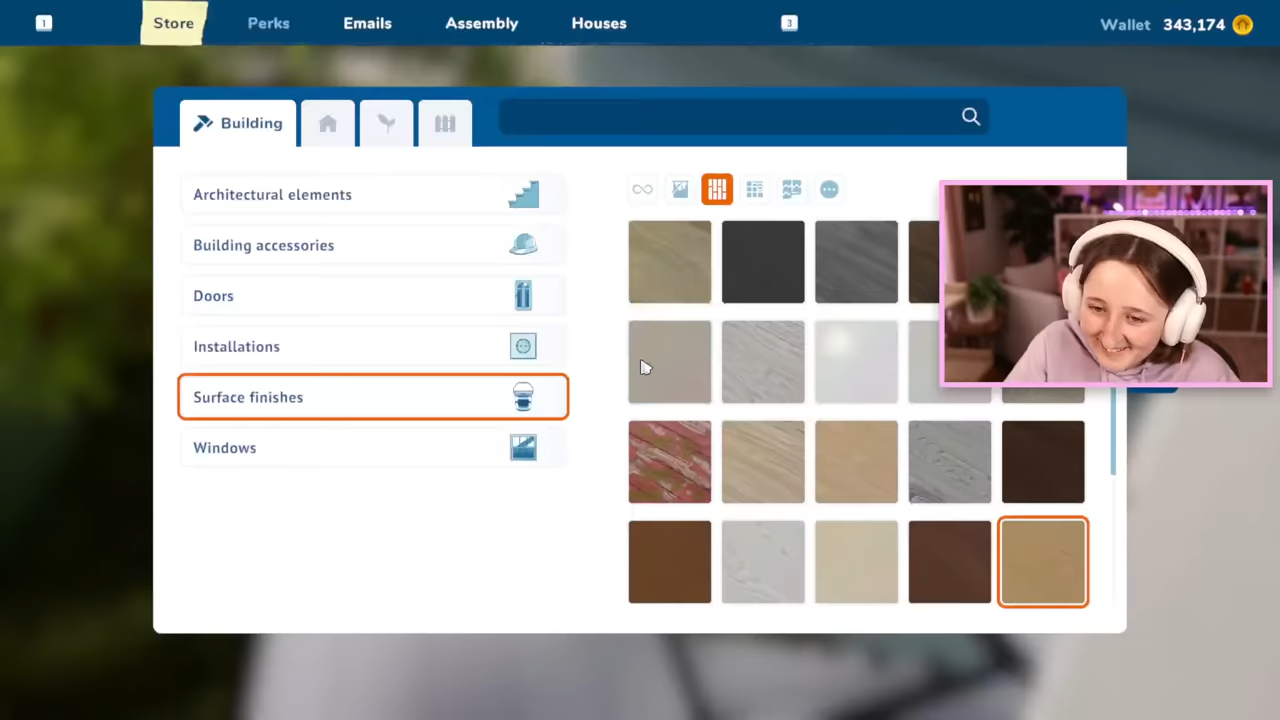 1 Store Perks Emails Assembly Houses 3 Wallet 343,174
Building
Architectural elements
Building accessories
Doors
Installations
Surface finishes
Windows